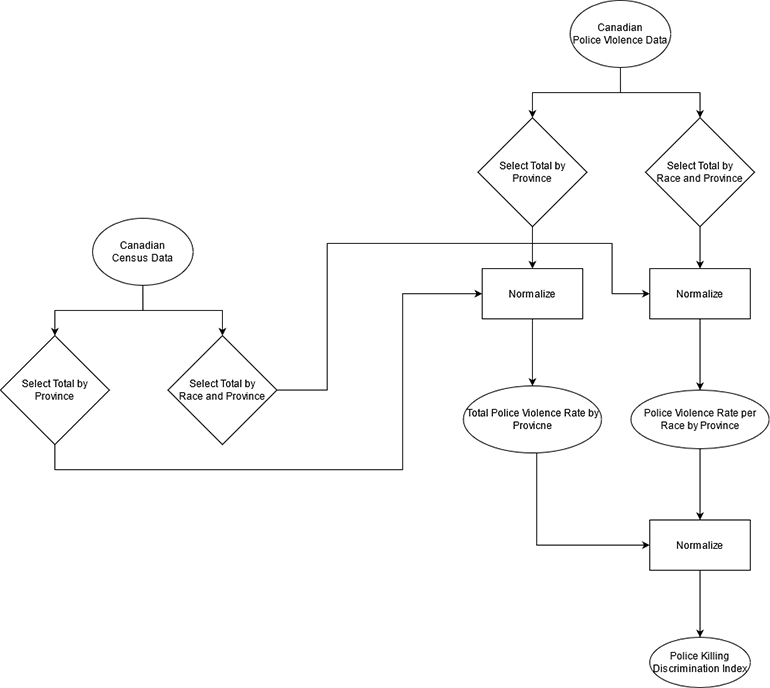 Canadian
Police Violence Data
Select Total by
Province
Select Total by
Race and Province
Canadian
Census Data
Normalize
Normalize
Select Total by
Province
Select Total by
Race and Province
Total Police Violence Rate by
Provicne
Police Violence Rate per
Race by Province
Normalize
Police Killing
Discrimination Index